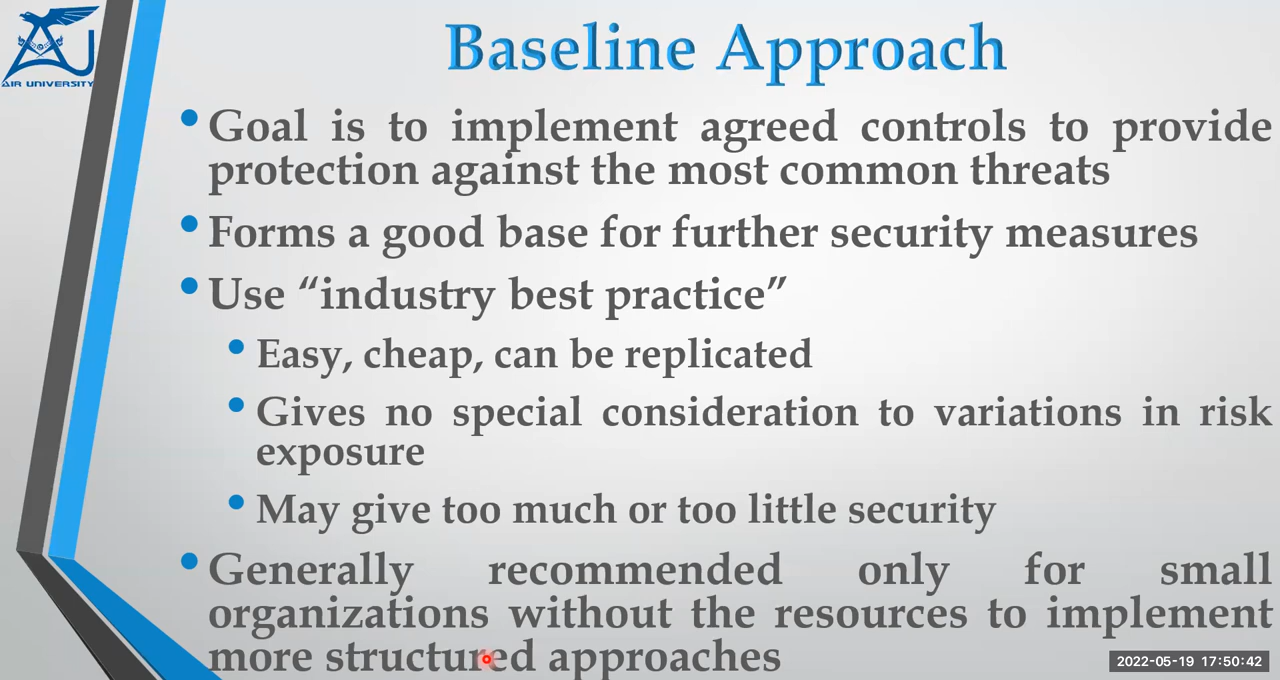 AIR UNIVERSITY
Baseline Approach
• Goal is to implement agreed controls to provide
protection against the most common threats
• Forms a good base for further security measures
• Use “industry best practice”
• Easy, cheap, can be replicated
• Gives no special consideration to variations in risk
exposure
• May give too much or too little security
• Generally recommended only for small
organizations without the resources to implement
more structured approaches
2022-05-19 17:50:42